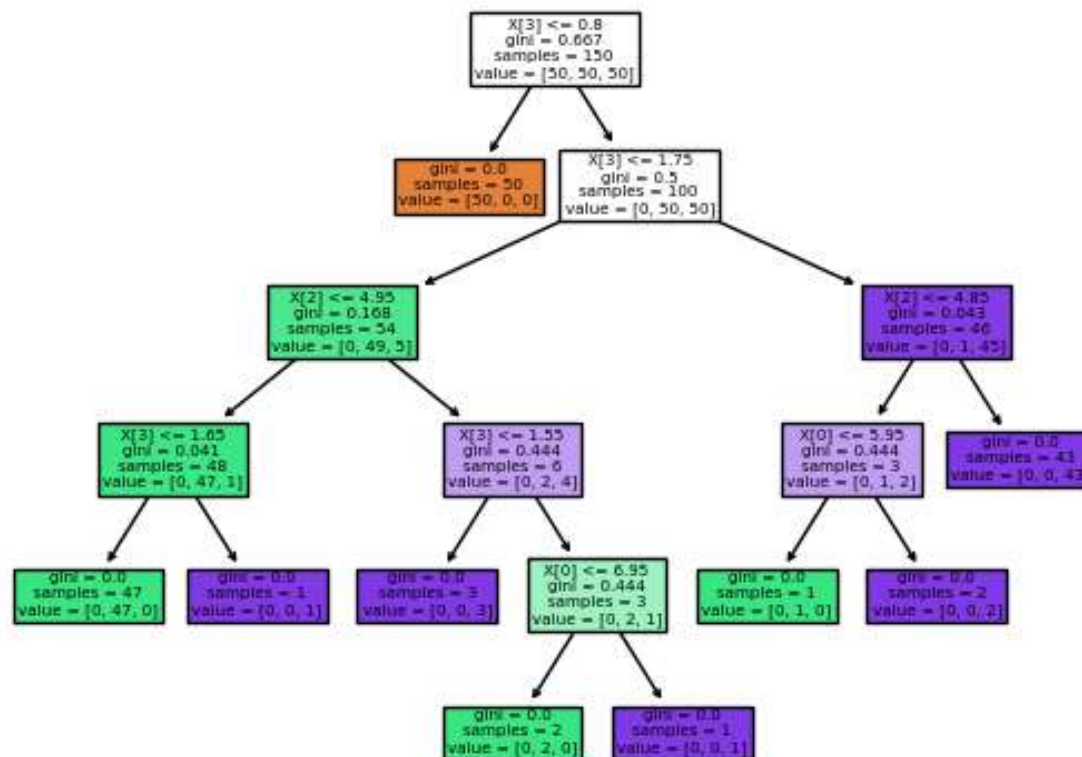 X[3] <= 0.8
gini = 0.667
samples = 150
value = [50, 50, 50]
gini = 0.0
samples = 50
value = [50, 0, 0]
X[3] <= 1.75
gini = 0.5
samples = 100
value = [0, 50, 50]
X[2] <= 4.95
gini = 0.168
samples = 54
value = [0, 49, 5]
X[2] <= 4.85
gini = 0.043
samples = 46
value = [0, 1, 45]
X[3] <= 1.65
gini = 0.041
samples = 48
value = [0, 47, 1]
X[3] <= 1.55
gini = 0.444
samples = 6
value = [0, 2, 4]
X[0] <= 5.95
gini = 0.444
samples = 3
value = [0, 1, 2]
gini = 0.0
samples = 43
value = [0, 0, 43]
gini = 0.0
samples = 47
value = [0, 47, 0]
gini = 0.0
samples = 1
value = [0, 0, 1]
gini = 0.0
samples = 3
value = [0, 0, 3]
X[0] <= 6.95
gini = 0.444
samples = 3
value = [0, 2, 1]
gini = 0.0
samples = 1
value = [0, 1, 0]
gini = 0.0
samples = 2
value = [0, 0, 2]
gini = 0.0
samples = 2
value = [0, 2, 0]
gini = 0.0
samples = 1
value = [0, 0, 1]